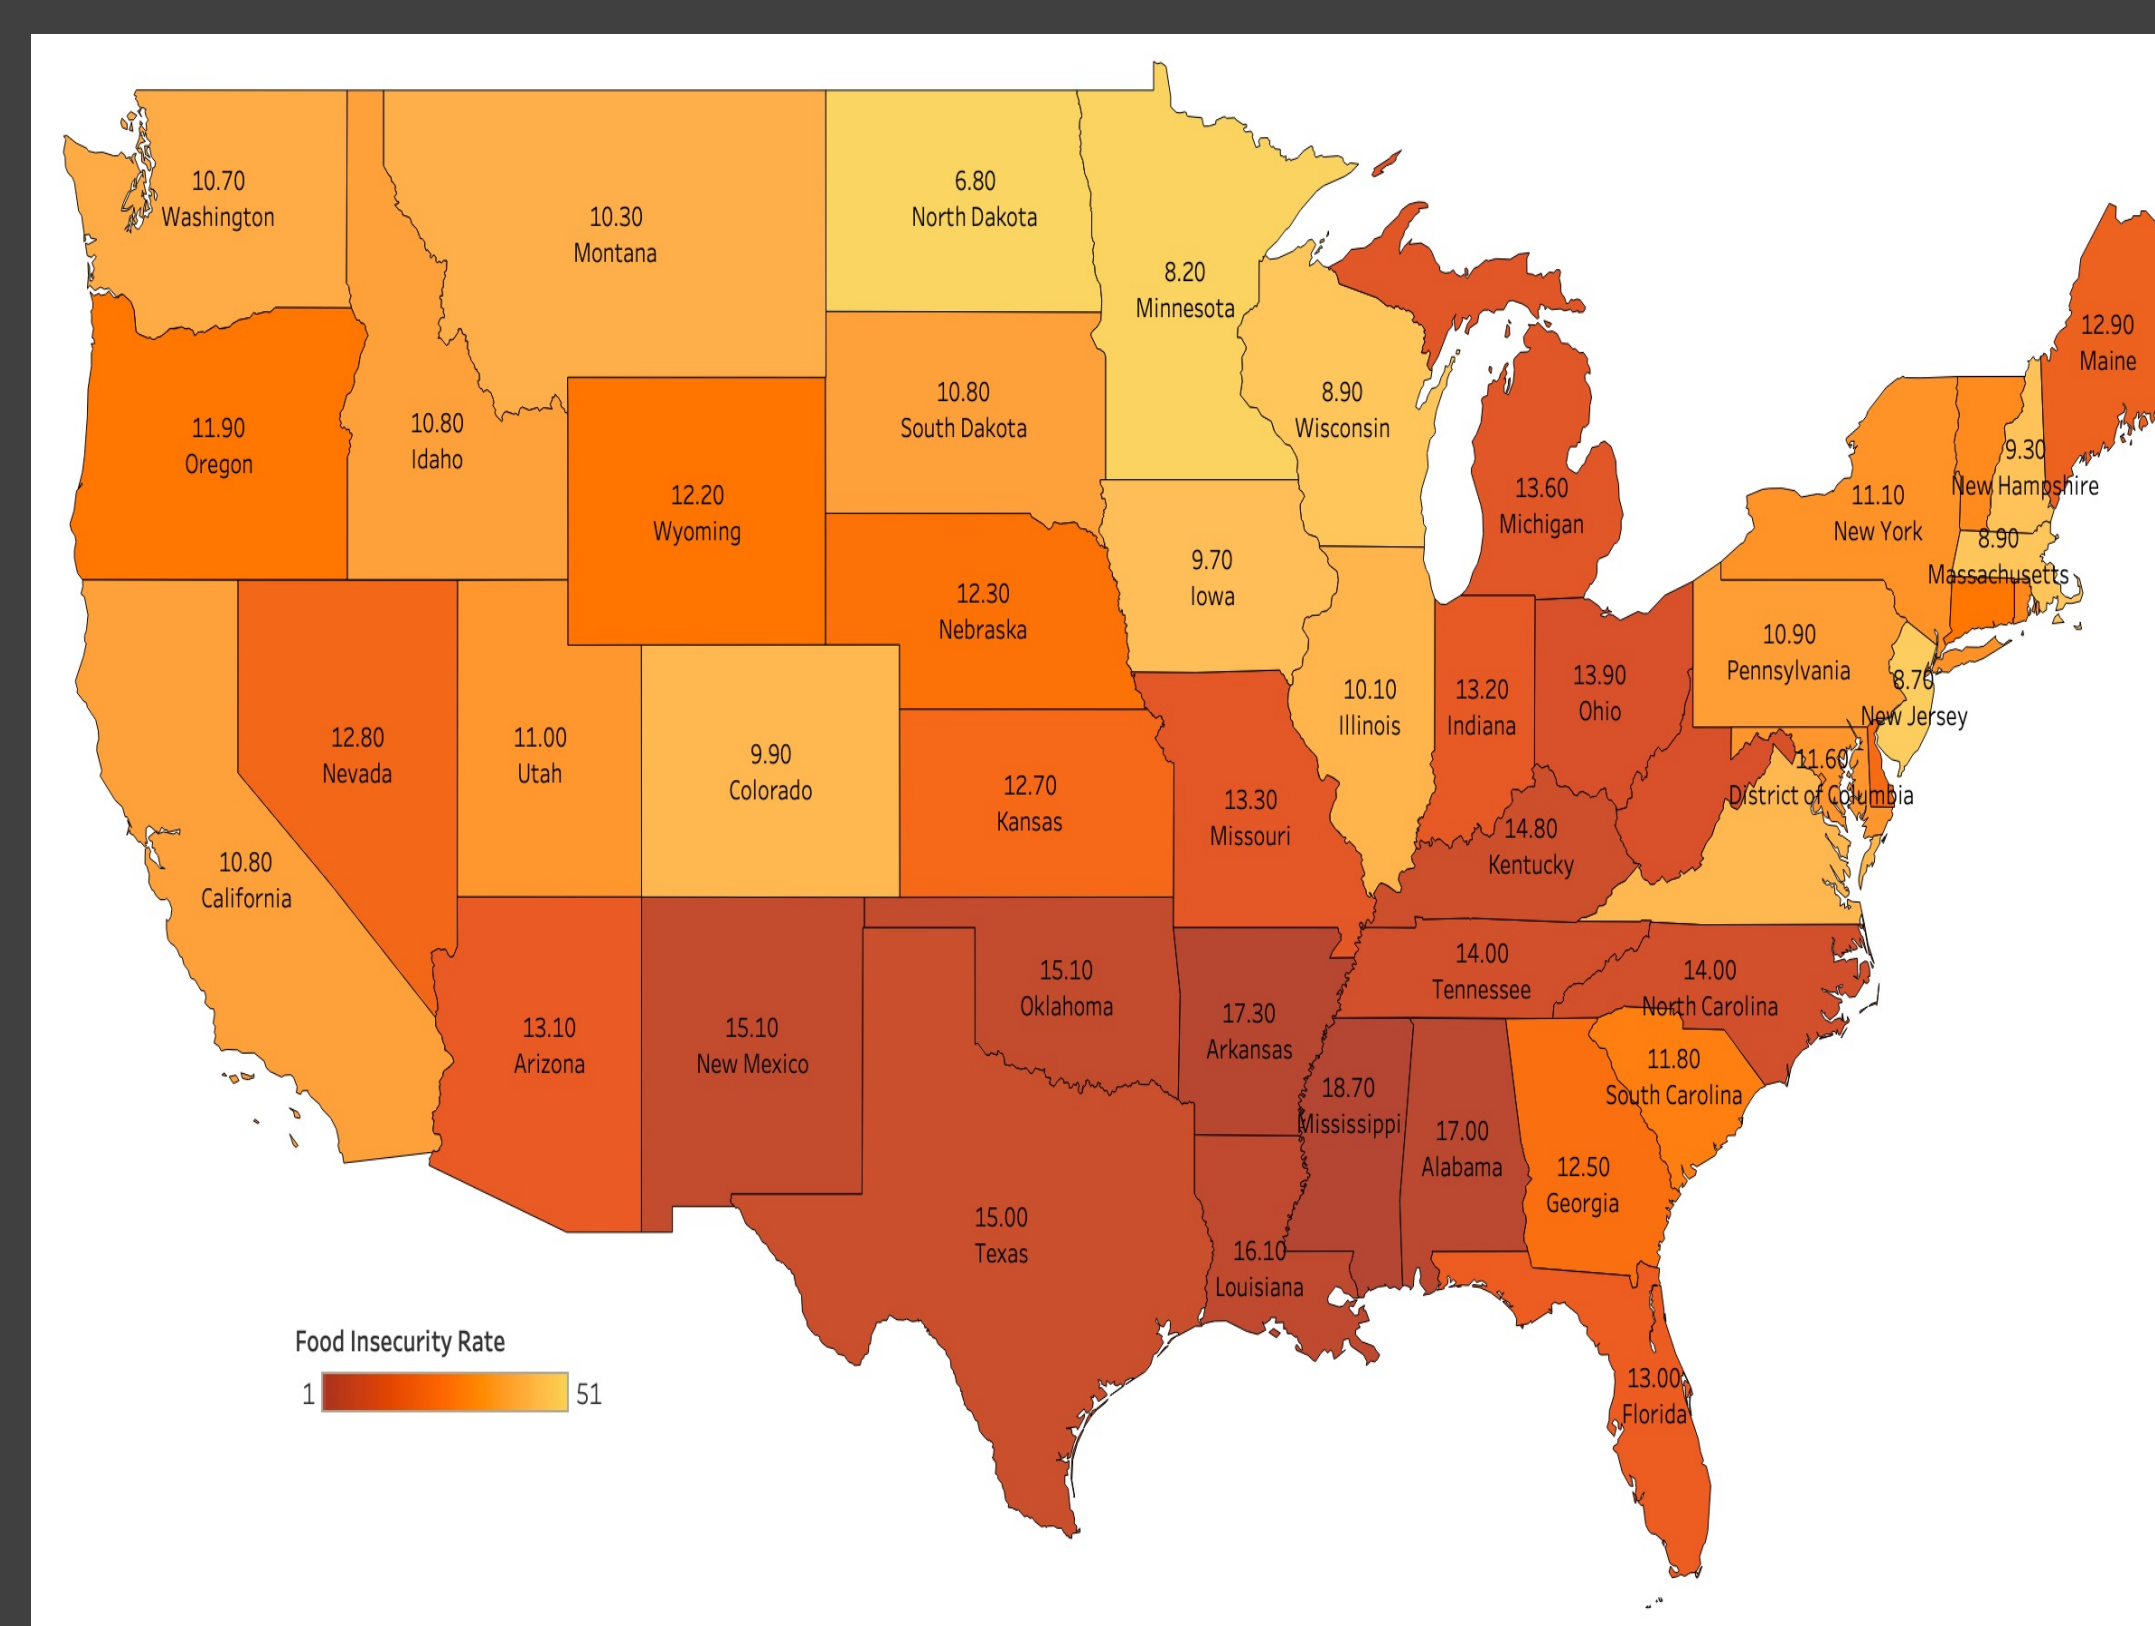 10.70
Washington
10.30
Montana
6.80
North Dakota
8.20
Minnesota
12.90
Maine
11.90
Oregon
10.80
Idaho
12.20
Wyoming
10.80
South Dakota
8.90
Wisconsin
13.60
Michigan
9.30
New Hampshire
11.10
New York
8.90
Massachusetts
9.70
Iowa
12.30
Nebraska
10.90
Pennsylvania
8.70
New Jersey
12.80
Nevada
11.00
Utah
9.90
Colorado
12.70
Kansas
13.30
Missouri
10.10
Illinois
13.20
Indiana
13.90
Ohio
11.60
District of Columbia
10.80
California
14.80
Kentucky
13.10
Arizona
15.10
New Mexico
15.10
Oklahoma
17.30
Arkansas
14.00
Tennessee
14.00
North Carolina
11.80
South Carolina
18.70
Mississippi
17.00
Alabama
12.50
Georgia
15.00
Texas
16.10
Louisiana
13.00
Florida
Food Insecurity Rate
1
51